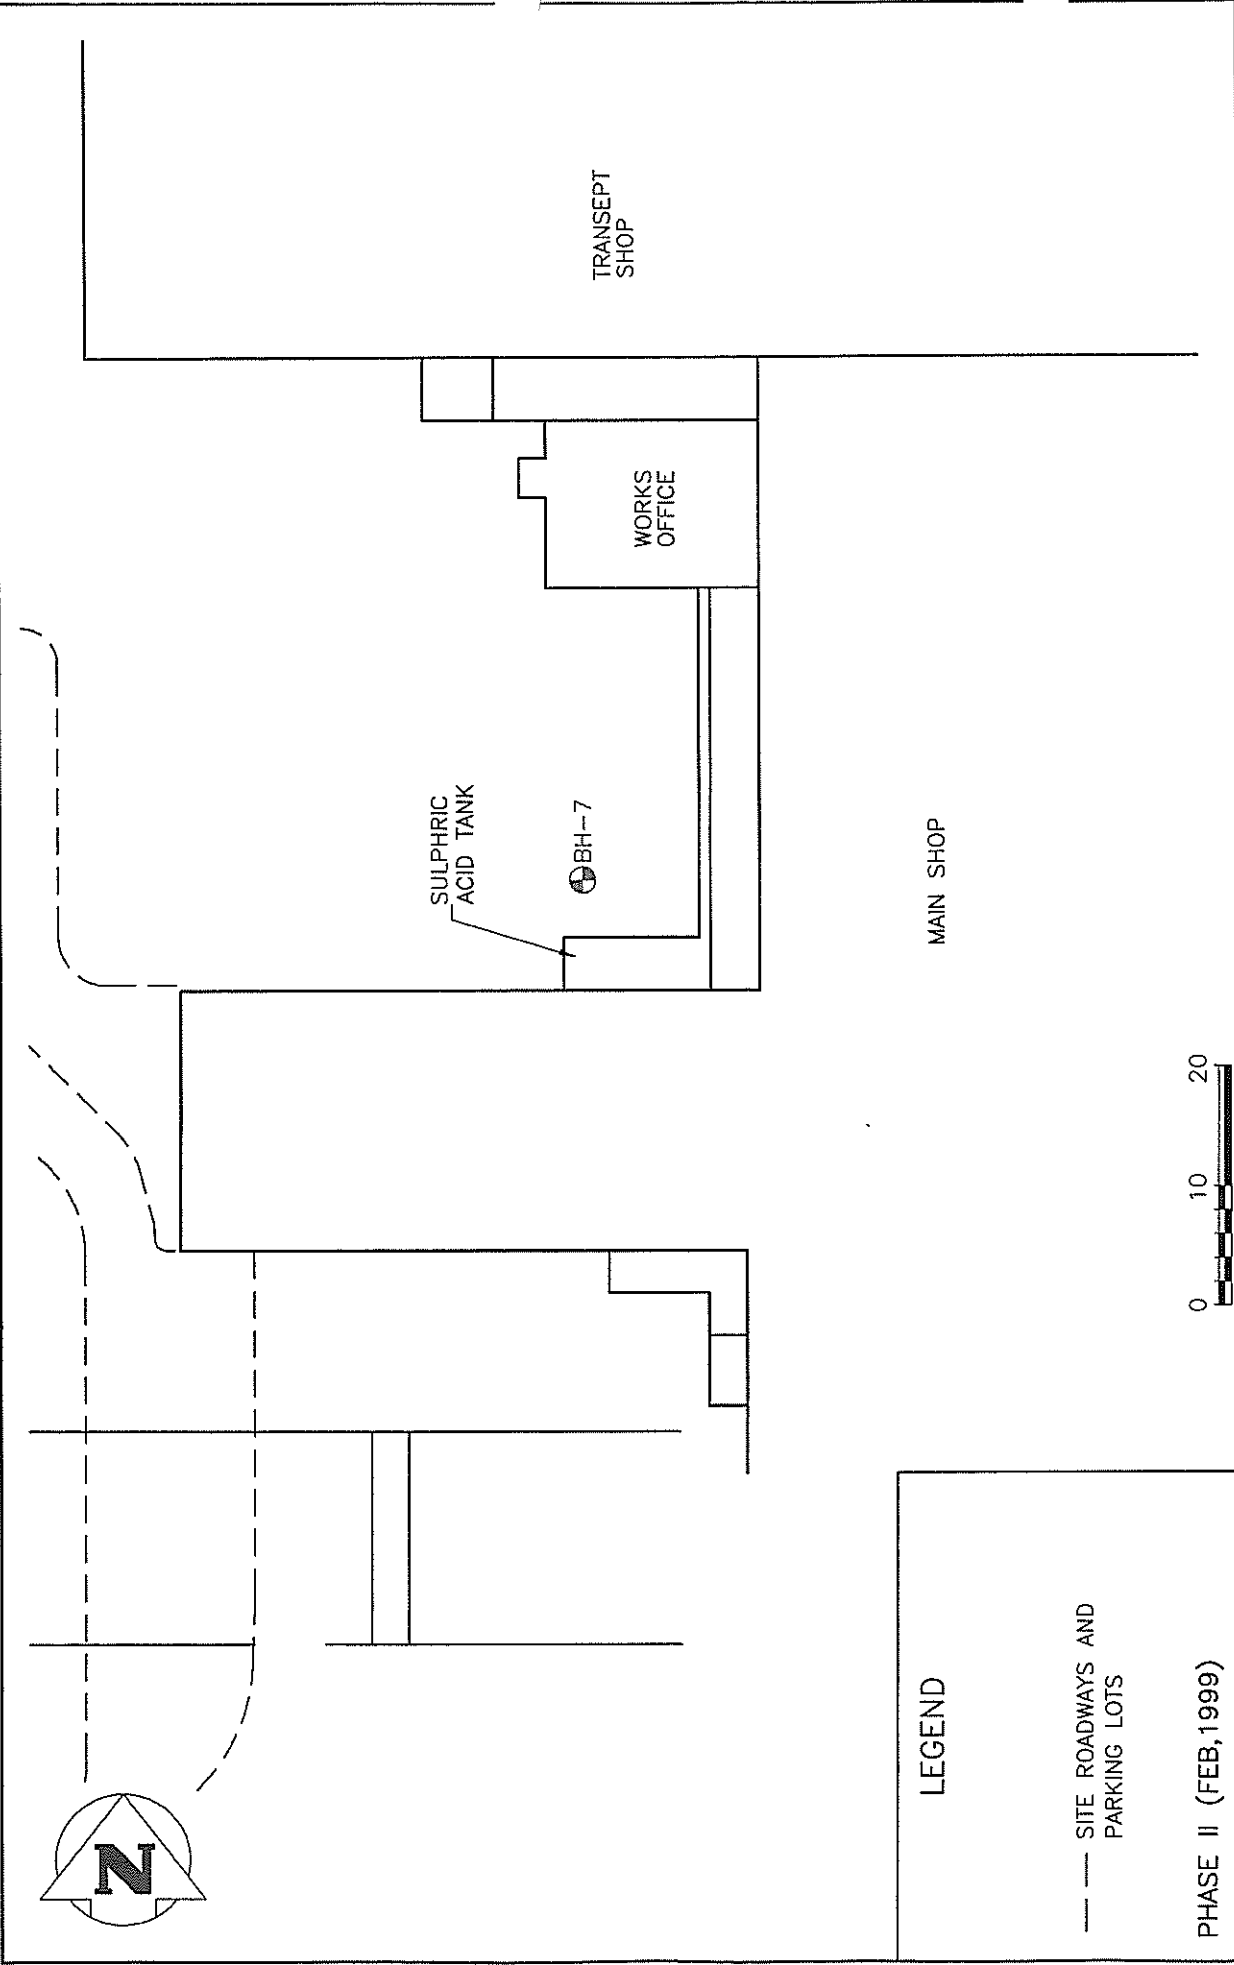 N
SULPHRIC
ACID TANK
BH-7
TRANSEPT
SHOP
WORKS
OFFICE
MAIN SHOP
LEGEND
SITE ROADWAYS AND
PARKING LOTS
PHASE II (FEB,1999)
0 10 20